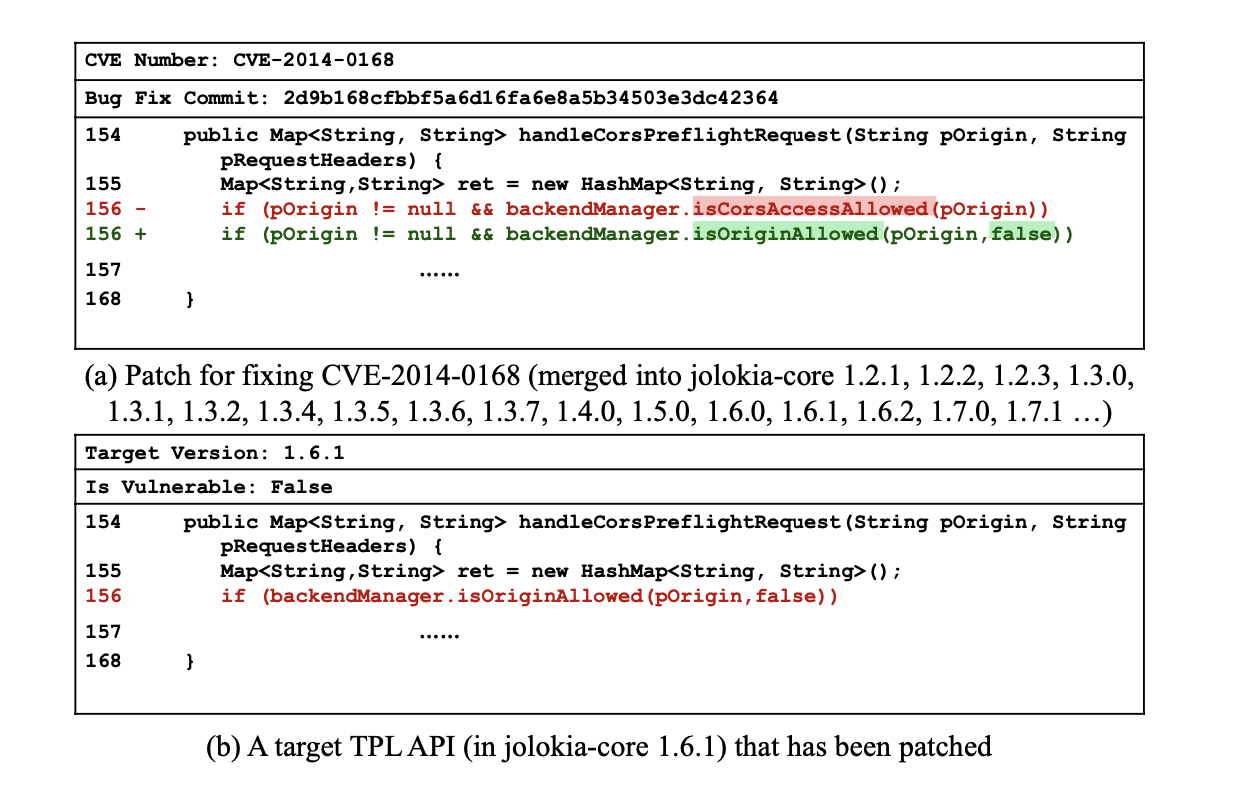 CVE Number: CVE-2014-0168
Bug Fix Commit: 2d9b168cfbbf5a6d16fa6e8a5b34503e3dc42364
154 public Map<String, String> handleCorsPreflightRequest(String pOrigin, String
pRequestHeaders) {
155 Map<String,String> ret = new HashMap<String, String>();
156 - if (pOrigin != null && backendManager.isCorsAccessAllowed(pOrigin))
156 + if (pOrigin != null && backendManager.isOriginAllowed(pOrigin,false))
157 ……
168 }
(a) Patch for fixing CVE-2014-0168 (merged into jolokia-core 1.2.1, 1.2.2, 1.2.3, 1.3.0,
1.3.1, 1.3.2, 1.3.4, 1.3.5, 1.3.6, 1.3.7, 1.4.0, 1.5.0, 1.6.0, 1.6.1, 1.6.2, 1.7.0, 1.7.1 …)
Target Version: 1.6.1
Is Vulnerable: False
154 public Map<String, String> handleCorsPreflightRequest(String pOrigin, String
pRequestHeaders) {
155 Map<String,String> ret = new HashMap<String, String>();
156 if (backendManager.isOriginAllowed(pOrigin,false))
157 ……
168 }
(b) A target TPL API (in jolokia-core 1.6.1) that has been patched